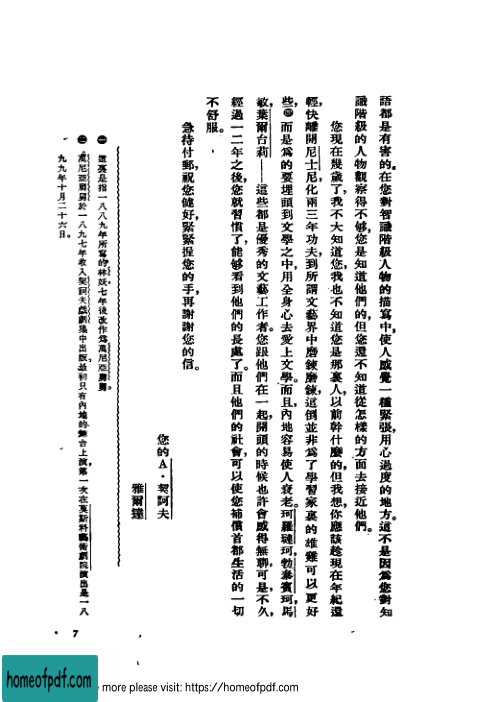 語都是有害的。在您對智識階級人物的描寫中，使人感覺一種緊張，用心過度的地方。這不是因爲您對知
識階級的人物觀察得不够，您是知道他們的，但您還不知道從怎樣的方面去接近他們。
您現在幾歲了，我不大知道您，我也不知道您是那裏人，以前幹什麼的，但我想，你應該趁現在年紀還
輕，快離開尼士尼，化兩三年功夫，到所謂文藝界中磨鍊磨鍊，這倒並非爲了學習家裏的雄雞可以更好
些，而是爲的要埋頭到文學之中，用全身心去愛上文學。而且，內地容易使人衰老。珂羅璉珂，勃泰賓珂，馬
敏，葉爾台莉——這些都是優秀的文藝工作者。您跟他們在一起，開頭的時候也許會感得無聊，可是，不久，
經過一二年之後，您就習慣了，能够看到他們的長處了。而且他們的社會，可以使您補償首都生活的一切
不舒服。
急待付郵，祝您健好，緊緊握您的手，再謝謝您的信。
您的A·契訶夫
雅爾達
㊀ 這裏是指一八八九年所寫的林妖，七年後改作爲萬尼亞舅舅。
㊁ 萬尼亞舅舅於一八九七年收入契訶夫戲劇集中出版，最初只有內地的舞台上演，第一次在莫斯科藝術劇院演出是一八
九九年十月二十六日。
7
homeofpdf.com
more please visit: https://homeofpdf.com